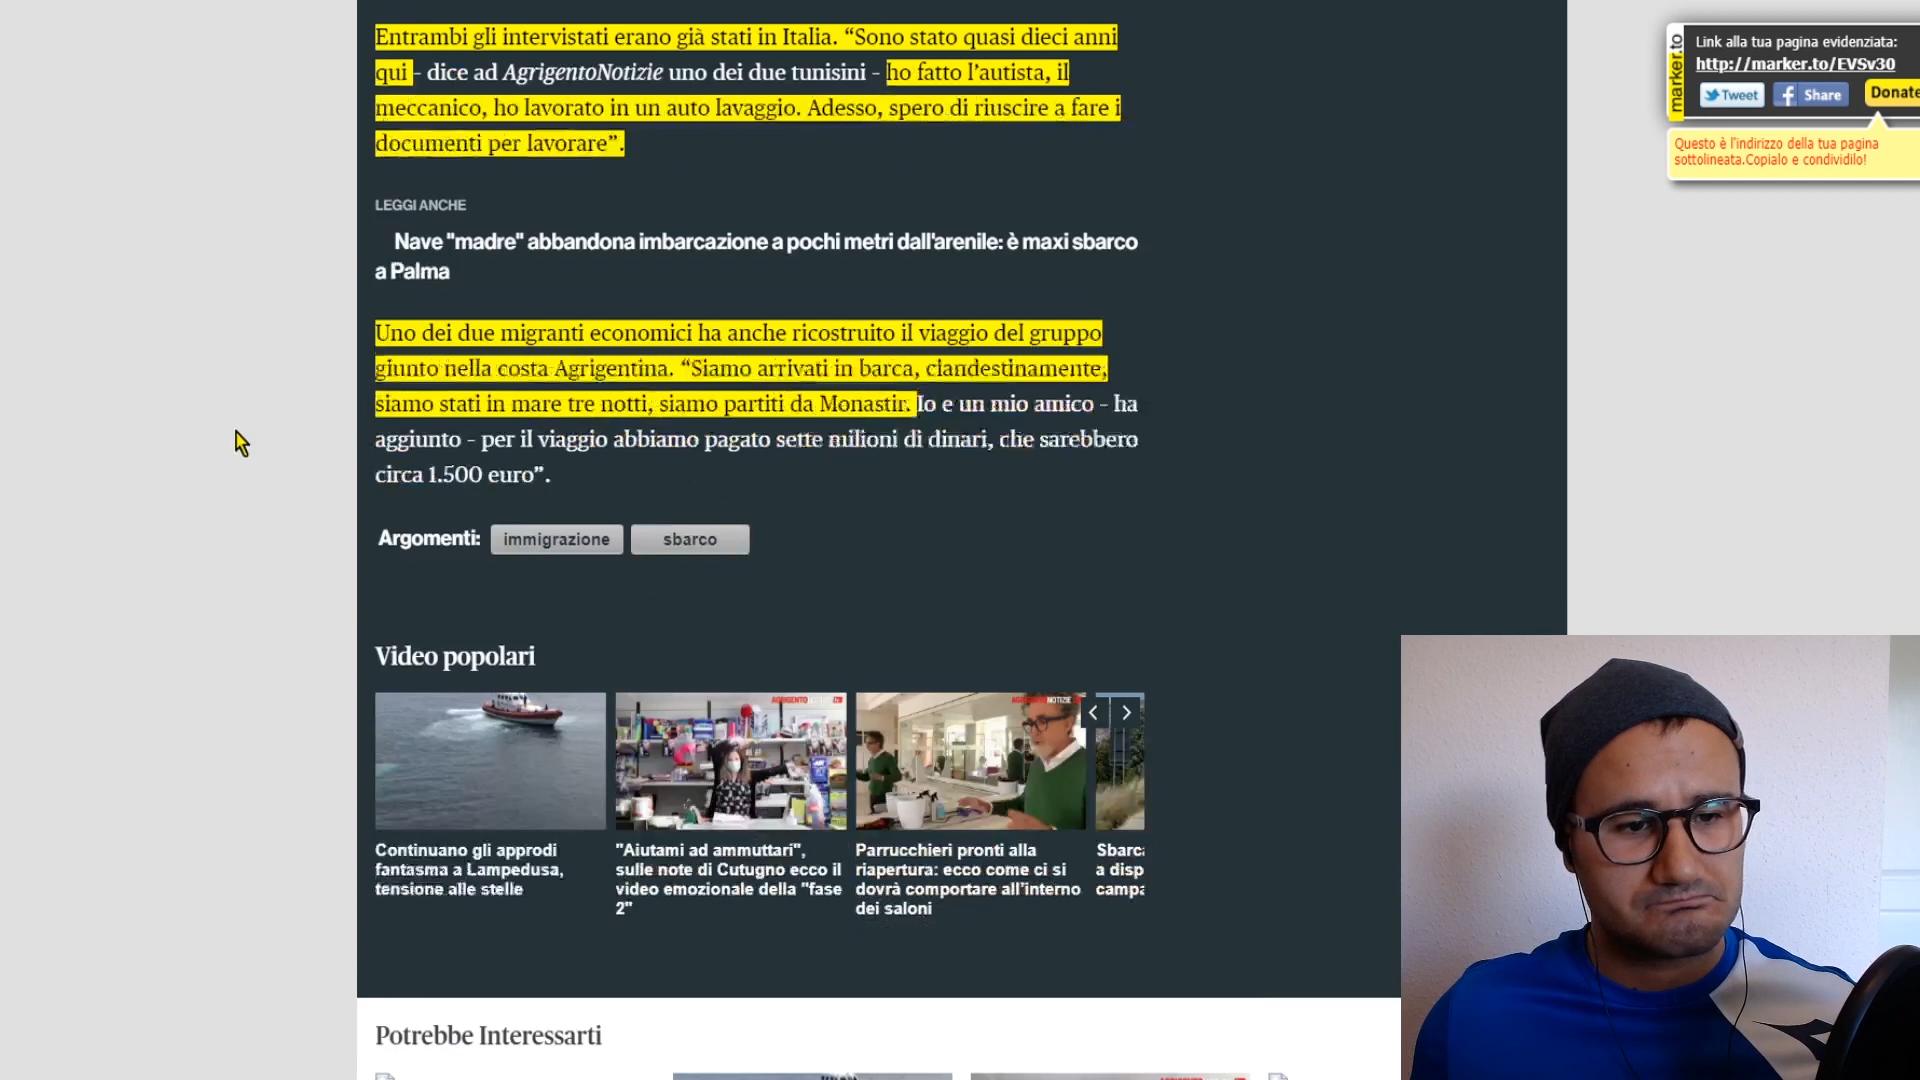 Entrambi gli intervistati erano già stati in Italia. “Sono stato quasi dieci anni
qui - dice ad AgrigentoNotizie uno dei due tunisini - ho fatto l’autista, il
meccanico, ho lavorato in un auto lavaggio. Adesso, spero di riuscire a fare i
documenti per lavorare”.
LEGGI ANCHE
Nave "madre" abbandona imbarcazione a pochi metri dall'arenile: è maxi sbarco
a Palma
Uno dei due migranti economici ha anche ricostruito il viaggio del gruppo
giunto nella costa Agrigentina. “Siamo arrivati in barca, clandestinamente,
siamo stati in mare tre notti, siamo partiti da Monastir. Io e un mio amico - ha
aggiunto - per il viaggio abbiamo pagato sette milioni di dinari, che sarebbero
circa 1.500 euro”.
Argomenti: immigrazione sbarco
Video popolari
Continuano gli approdi
fantasma a Lampedusa,
tensione alle stelle
"Aiutami ad ammuttari",
sulle note di Cutugno ecco il
video emozionale della "fase
2"
Parrucchieri pronti alla
riapertura: ecco come ci si
dovrà comportare all'interno
dei saloni
Sbarc
a disp
campa
Potrebbe Interessarti
marker.to
Link alla tua pagina evidenziata:
http://marker.to/EVSv30
Tweet
Share
Donate
Questo è l'indirizzo della tua pagina
sottolineata.Copialo e condividilo!